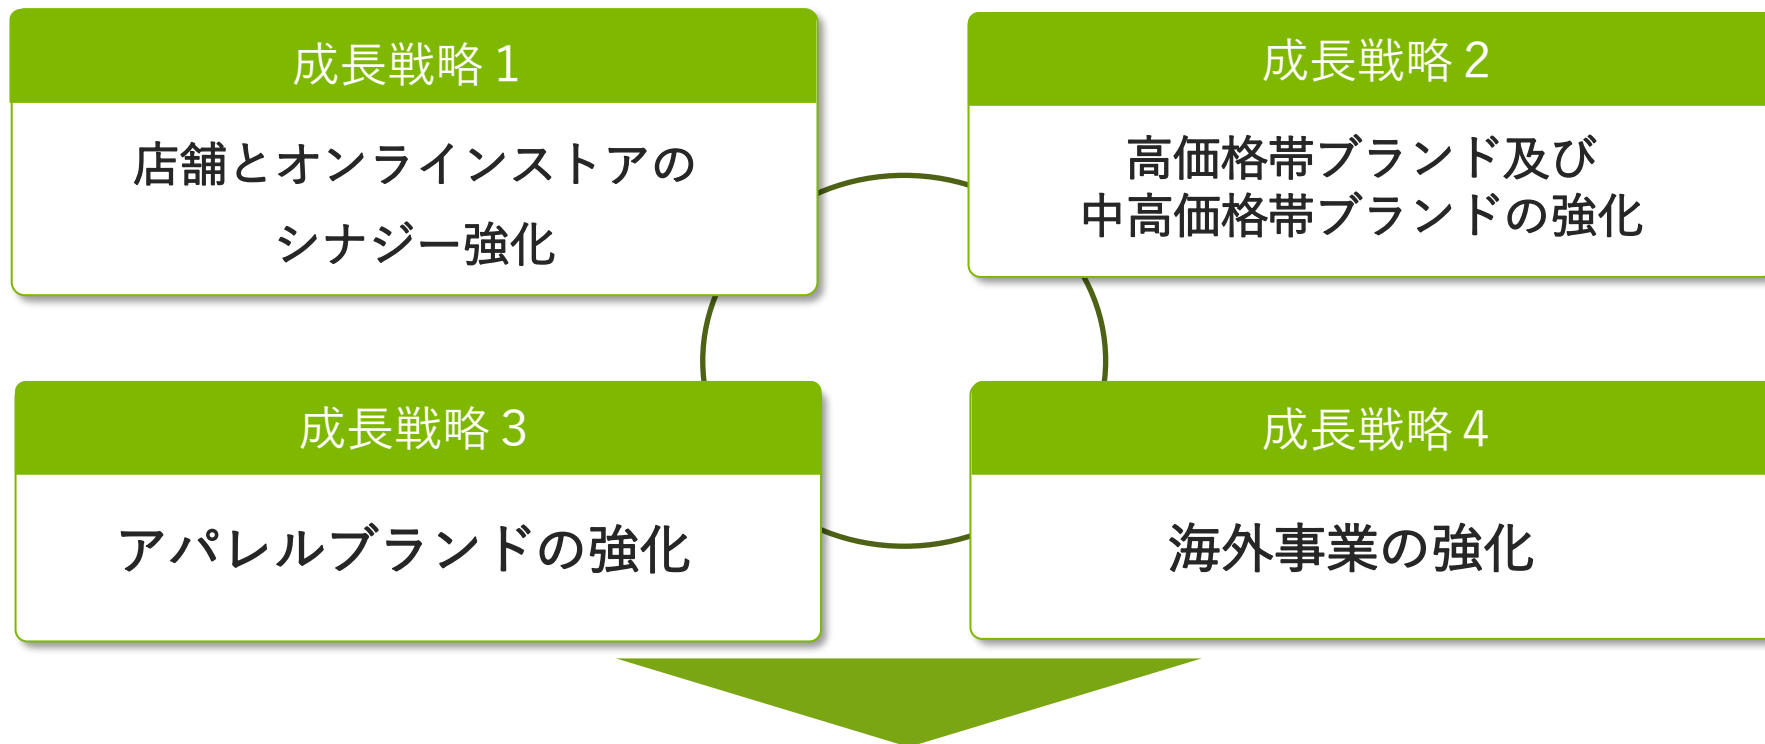 成長戦略1
店舗とオンラインストアの
シナジー強化
成長戦略2
高価格帯ブランド及び
中高価格帯ブランドの強化
成長戦略3
アパレルブランドの強化
成長戦略4
海外事業の強化